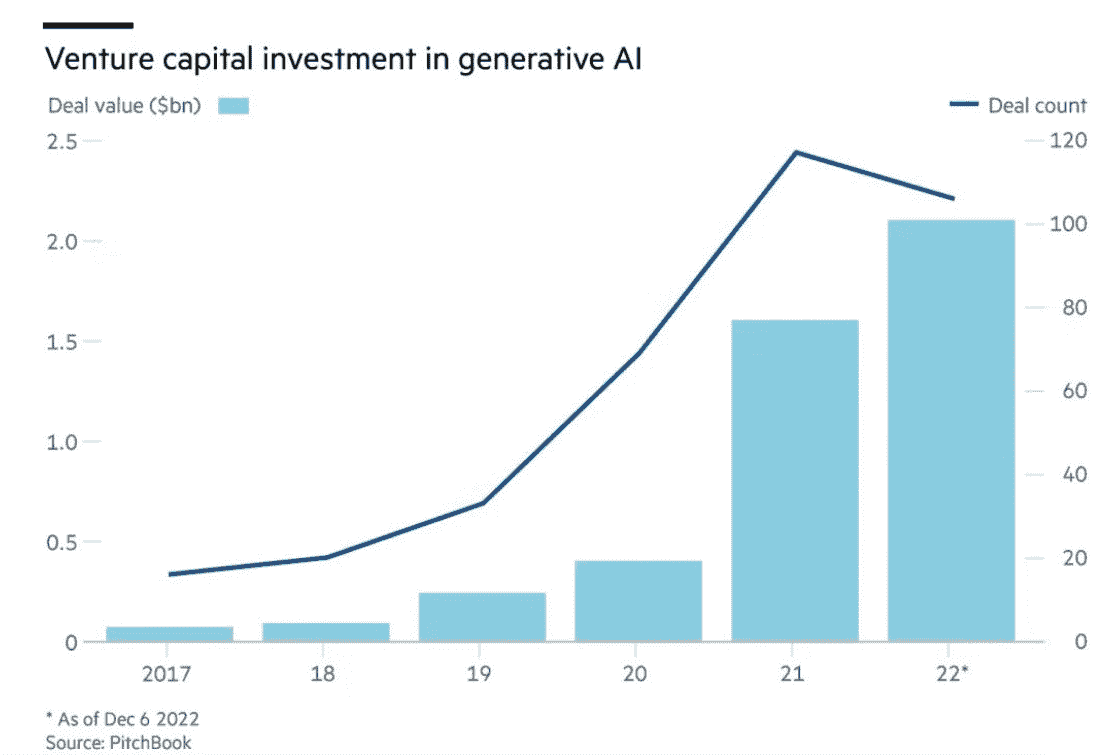 Venture capital investment in generative AI
Deal value ($bn)
Deal count
2.5
2.0
1.5
1.0
0.5
0
120
100
80
60
40
20
0
2017 18 19 20 21 22*
* As of Dec 6 2022
Source: PitchBook